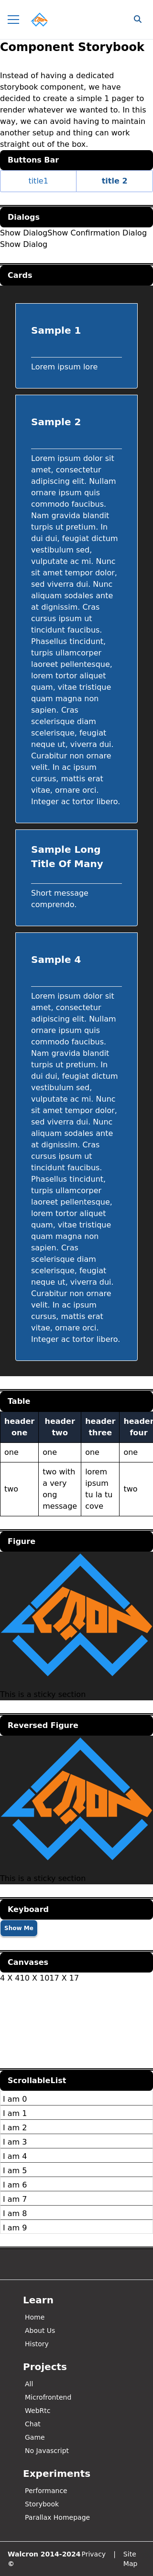 Component Storybook
Instead of having a dedicated
storybook component, we have
decided to create a simple 1 pager to
render whatever we wanted to. In this
way, we can avoid having to maintain
another setup and thing can work
straight out of the box.
Buttons Bar
title1
title 2
Dialogs
Show DialogShow Confirmation Dialog
Show Dialog
Cards
Sample 1
Lorem ipsum lore
Sample 2
Lorem ipsum dolor sit
amet, consectetur
adipiscing elit. Nullam
ornare ipsum quis
commodo faucibus.
Nam gravida blandit
turpis ut pretium. In
dui dui, feugiat dictum
vestibulum sed,
vulputate ac mi. Nunc
sit amet tempor dolor,
sed viverra dui. Nunc
aliquam sodales ante
at dignissim. Cras
cursus ipsum ut
tincidunt faucibus.
Phasellus tincidunt,
turpis ullamcorper
laoreet pellentesque,
lorem tortor aliquet
quam, vitae tristique
quam magna non
sapien. Cras
scelerisque diam
scelerisque, feugiat
neque ut, viverra dui.
Curabitur non ornare
velit. In ac ipsum
cursus, mattis erat
vitae, ornare orci.
Integer ac tortor libero.
Sample Long
Title Of Many
Short message
comprendo.
Sample 4
Lorem ipsum dolor sit
amet, consectetur
adipiscing elit. Nullam
ornare ipsum quis
commodo faucibus.
Nam gravida blandit
turpis ut pretium. In
dui dui, feugiat dictum
vestibulum sed,
vulputate ac mi. Nunc
sit amet tempor dolor,
sed viverra dui. Nunc
aliquam sodales ante
at dignissim. Cras
cursus ipsum ut
tincidunt faucibus.
Phasellus tincidunt,
turpis ullamcorper
laoreet pellentesque,
lorem tortor aliquet
quam, vitae tristique
quam magna non
sapien. Cras
scelerisque diam
scelerisque, feugiat
neque ut, viverra dui.
Curabitur non ornare
velit. In ac ipsum
cursus, mattis erat
vitae, ornare orci.
Integer ac tortor libero.
Table
header one header two header three header four
one one one one
two two with a very ong message lorem ipsum tu la tu cove two
Figure
This is a sticky section
Reversed Figure
This is a sticky section
Keyboard
Show Me
Canvases
4 X 410 X 1017 X 17
ScrollableList
I am 0
I am 1
I am 2
I am 3
I am 4
I am 5
I am 6
I am 7
I am 8
I am 9
Learn
Home
About Us
History
Projects
All
Microfrontend
WebRtc
Chat
Game
No Javascript
Experiments
Performance
Storybook
Parallax Homepage
Walcron 2014-2024 ©
Privacy | Site Map